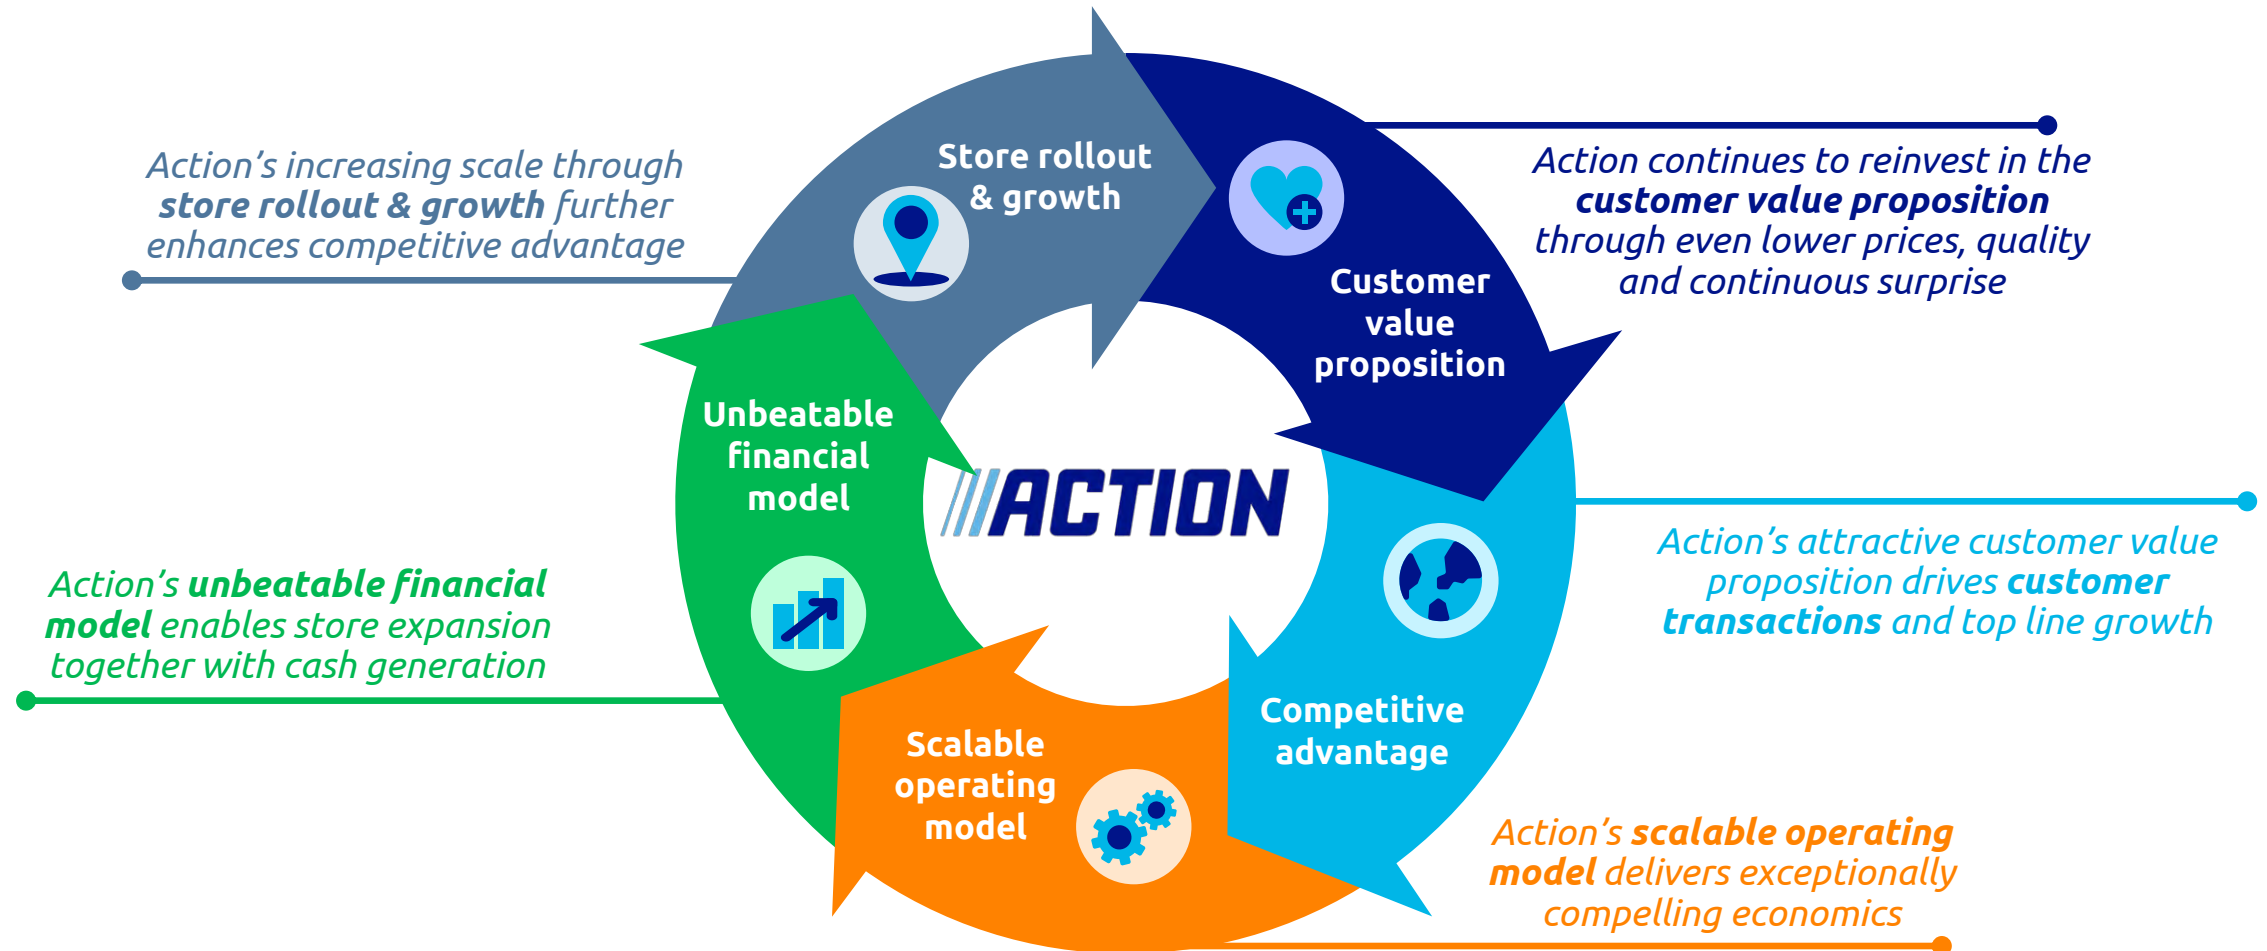 Action’s increasing scale through
store rollout & growth further
enhances competitive advantage
Store rollout
& growth
Action continues to reinvest in the
customer value proposition
through even lower prices, quality
and continuous surprise
Customer
value
proposition
Unbeatable
financial
model
ACTION
Action’s attractive customer value
proposition drives customer
transactions and top line growth
Action’s unbeatable financial
model enables store expansion
together with cash generation
Competitive
advantage
Scalable
operating
model
Action’s scalable operating
model delivers exceptionally
compelling economics